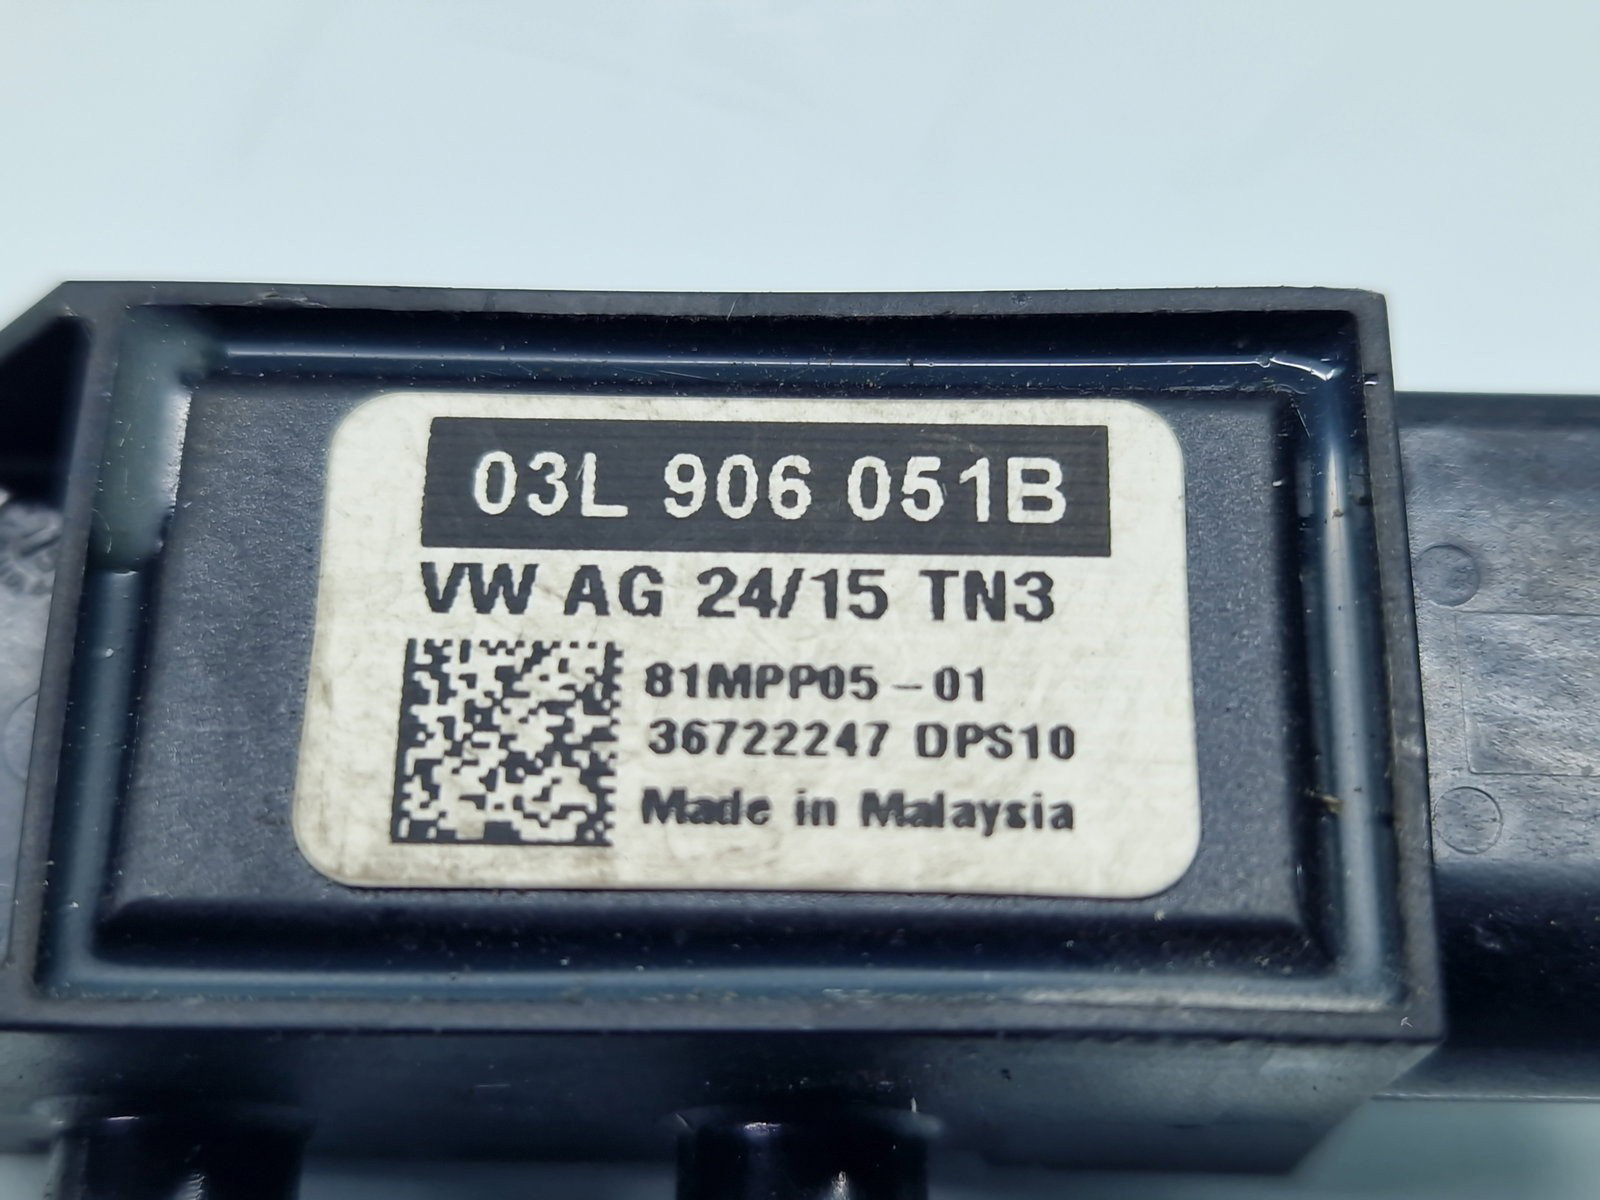 03L 906 051B
VW AG 24/15 TN3
81MPP05-01
36722247 DPS10
Made in Malaysia